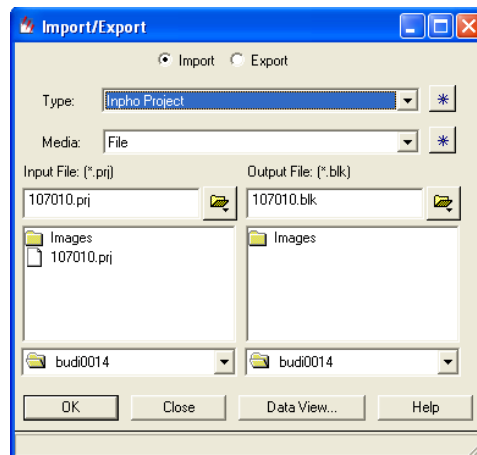 Import/Export
Import Export
Type: Inpho Project
Media: File
Input File: (*.prj) Output File: (*.blk)
107010.prj 107010.blk
Images Images
107010.prj
budi0014 budi0014
OK Close Data View... Help